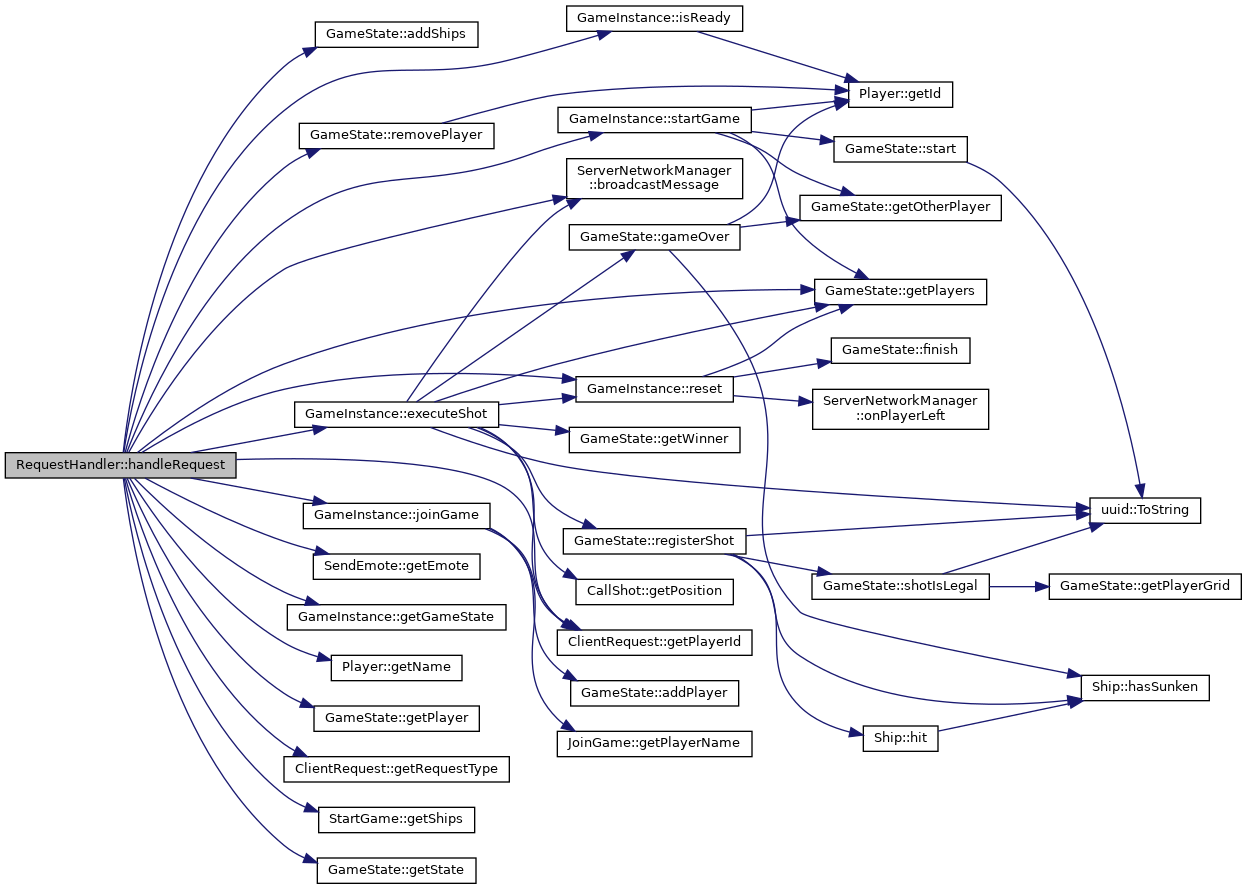 RequestHandler::handleRequest
GameState::addShips
GameState::removePlayer
GameInstance::executeShot
GameInstance::joinGame
SendEmote::getEmote
GameInstance::getGameState
Player::getName
GameState::getPlayer
ClientRequest::getRequestType
StartGame::getShips
GameState::getState
GameInstance::isReady
GameInstance::startGame
ServerNetworkManager
::broadcastMessage
GameState::gameOver
GameInstance::reset
GameState::getWinner
GameState::registerShot
CallShot::getPosition
ClientRequest::getPlayerId
GameState::addPlayer
JoinGame::getPlayerName
Player::getId
GameState::start
GameState::getOtherPlayer
GameState::getPlayers
GameState::finish
ServerNetworkManager
::onPlayerLeft
GameState::shotIsLegal
Ship::hit
uuid::ToString
GameState::getPlayerGrid
Ship::hasSunken